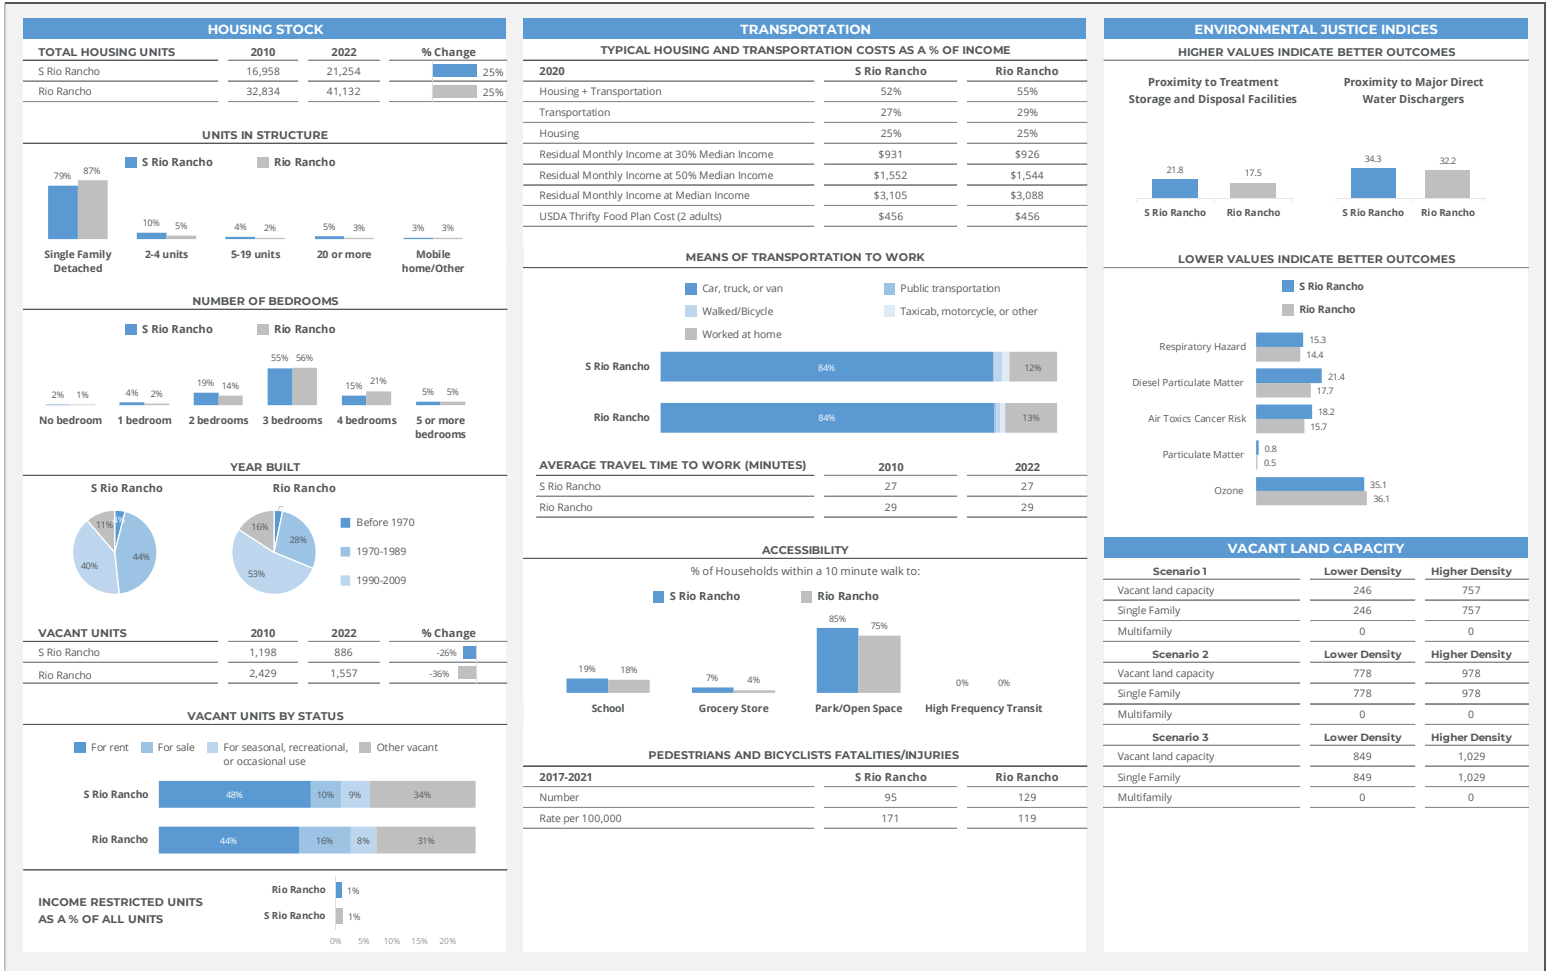 HOUSING STOCK
TOTAL HOUSING UNITS 2010 2022 % Change
S Rio Rancho 16,958 21,254 25%
Rio Rancho 32,834 41,132 25%
UNITS IN STRUCTURE
S Rio Rancho Rio Rancho
79% 87% 10% 5% 4% 2% 5% 3% 3% 3%
Single Family 2-4 units 5-19 units 20 or more Mobile
Detached home/Other
NUMBER OF BEDROOMS
S Rio Rancho Rio Rancho
2% 1% 4% 2% 19% 14% 55% 56% 15% 21% 5% 5%
No bedroom 1 bedroom 2 bedrooms 3 bedrooms 4 bedrooms 5 or more
bedrooms
YEAR BUILT
S Rio Rancho Rio Rancho
11% 44% 40%
16% 28% 53%
Before 1970
1970-1989
1990-2009
VACANT UNITS 2010 2022 % Change
S Rio Rancho 1,198 886 -26%
Rio Rancho 2,429 1,557 -36%
VACANT UNITS BY STATUS
For rent For sale For seasonal, recreational, Other vacant
or occasional use
S Rio Rancho 48% 10% 9% 34%
Rio Rancho 44% 16% 8% 31%
INCOME RESTRICTED UNITS
AS A % OF ALL UNITS
Rio Rancho 1%
S Rio Rancho 1%
0% 5% 10% 15% 20%
TRANSPORTATION
TYPICAL HOUSING AND TRANSPORTATION COSTS AS A % OF INCOME
2020 S Rio Rancho Rio Rancho
Housing + Transportation 52% 55%
Transportation 27% 29%
Housing 25% 25%
Residual Monthly Income at 30% Median Income $931 $926
Residual Monthly Income at 50% Median Income $1,552 $1,544
Residual Monthly Income at Median Income $3,105 $3,088
USDA Thrifty Food Plan Cost (2 adults) $456 $456
MEANS OF TRANSPORTATION TO WORK
Car, truck, or van Public transportation
Walked/Bicycle Taxicab, motorcycle, or other
Worked at home
S Rio Rancho 84% 12%
Rio Rancho 84% 13%
AVERAGE TRAVEL TIME TO WORK (MINUTES) 2010 2022
S Rio Rancho 27 27
Rio Rancho 29 29
ACCESSIBILITY
% of Households within a 10 minute walk to:
S Rio Rancho Rio Rancho
19% 18% 7% 4% 85% 75% 0% 0%
School Grocery Store Park/Open Space High Frequency Transit
PEDESTRIANS AND BICYCLISTS FATALITIES/INJURIES
2017-2021 S Rio Rancho Rio Rancho
Number 95 129
Rate per 100,000 171 119
ENVIRONMENTAL JUSTICE INDICES
HIGHER VALUES INDICATE BETTER OUTCOMES
Proximity to Treatment Proximity to Major Direct
Storage and Disposal Facilities Water Dischargers
21.8 17.5 34.3 32.2
S Rio Rancho Rio Rancho S Rio Rancho Rio Rancho
LOWER VALUES INDICATE BETTER OUTCOMES
S Rio Rancho
Rio Rancho
Respiratory Hazard 15.3 14.4
Diesel Particulate Matter 21.4 17.7
Air Toxics Cancer Risk 18.2 15.7
Particulate Matter 0.8 0.5
Ozone 35.1 36.1
VACANT LAND CAPACITY
Scenario 1 Lower Density Higher Density
Vacant land capacity 246 757
Single Family 246 757
Multifamily 0 0
Scenario 2 Lower Density Higher Density
Vacant land capacity 778 978
Single Family 778 978
Multifamily 0 0
Scenario 3 Lower Density Higher Density
Vacant land capacity 849 1,029
Single Family 849 1,029
Multifamily 0 0